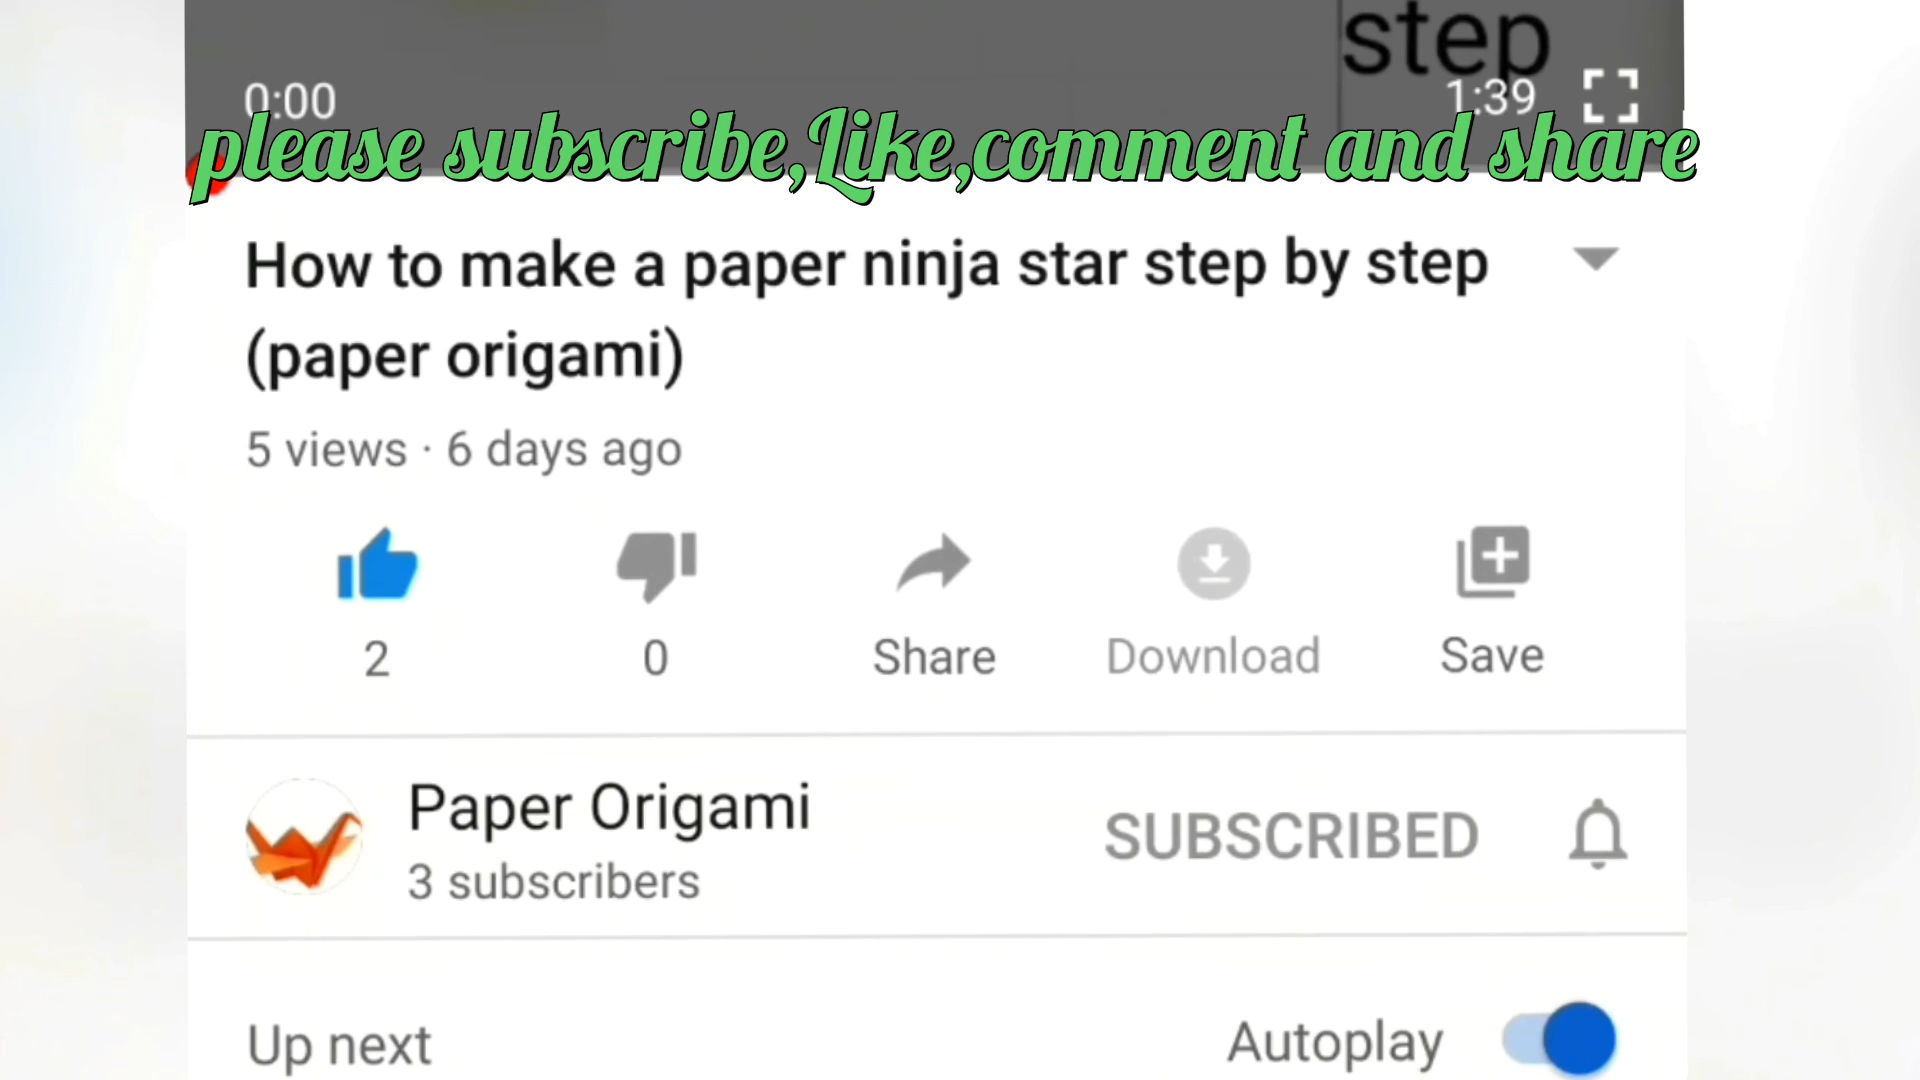 step
0:00
1:39
please subscribe,Like,comment and share
How to make a paper ninja star step by step
(paper origami)
5 views · 6 days ago
2
0
Share
Download
Save
Paper Origami
SUBSCRIBED
3 subscribers
Up next
Autoplay